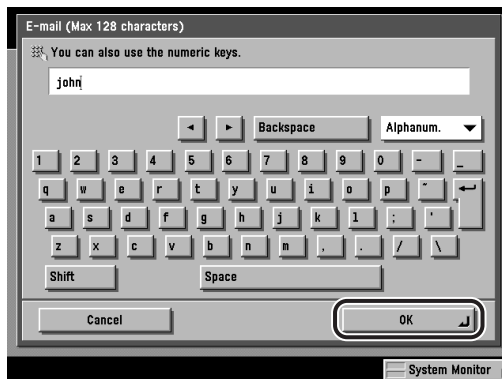 E-mail (Max 128 characters)
You can also use the numeric keys.
john
◄ ► Backspace Alphanum. ▼
1 2 3 4 5 6 7 8 9 0 - _
q w e r t y u i o p ~
a s d f g h j k l ; '
z x c v b n m , . / \
Shift Space
Cancel OK
System Monitor